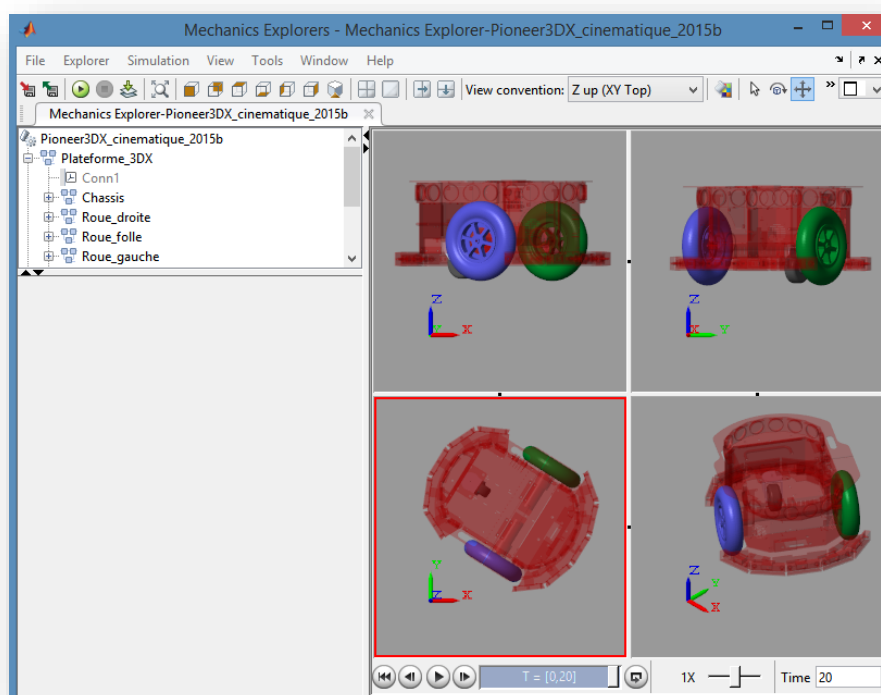 Mechanics Explorers - Mechanics Explorer-Pioneer3DX_cinematique_2015b
File Explorer Simulation View Tools Window Help
View convention: Z up (XY Top)
Mechanics Explorer-Pioneer3DX_cinematique_2015b
Pioneer3DX_cinematique_2015b
Plateforme_3DX
Conn1
Chassis
Roue_droite
Roue_folle
Roue_gauche
Z
Y X
Z
X Y
Y
Z X
Z
Y
X
T = [0,20] 1X Time 20